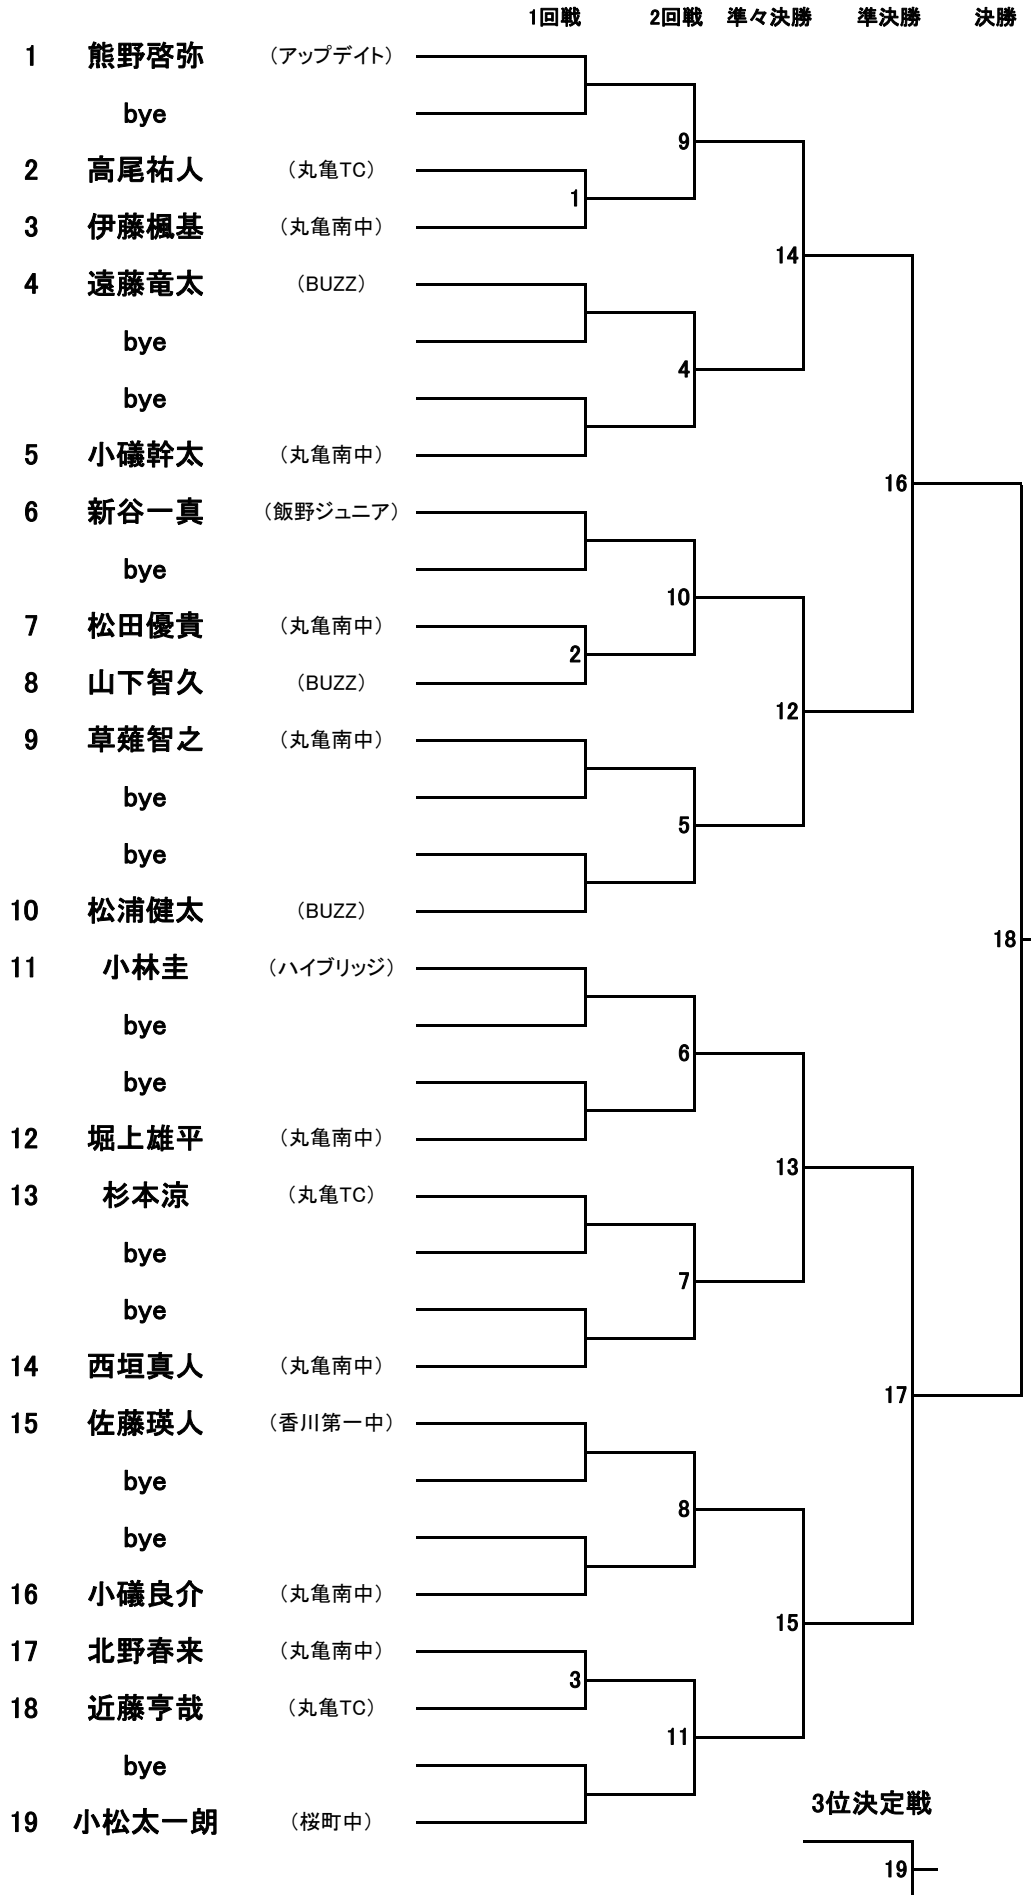 1回戦 2回戦 準々決勝 準決勝 決勝
1 熊野啓弥 （アップデイト）
bye
9
2 高尾祐人 （丸亀TC）
1
3 伊藤楓基 （丸亀南中）
14
4 遠藤竜太 （BUZZ）
bye
4
bye
5 小礒幹太 （丸亀南中）
16
6 新谷一真 （飯野ジュニア）
bye
10
7 松田優貴 （丸亀南中）
2
8 山下智久 （BUZZ）
12
9 草薙智之 （丸亀南中）
bye
5
bye
10 松浦健太 （BUZZ）
18
11 小林圭 （ハイブリッジ）
bye
6
bye
12 堀上雄平 （丸亀南中）
13
13 杉本涼 （丸亀TC）
bye
7
bye
14 西垣真人 （丸亀南中）
17
15 佐藤瑛人 （香川第一中）
bye
8
bye
16 小礒良介 （丸亀南中）
15
17 北野春来 （丸亀南中）
3
18 近藤亨哉 （丸亀TC）
11
bye
3位決定戦
19 小松太一朗 （桜町中）
19